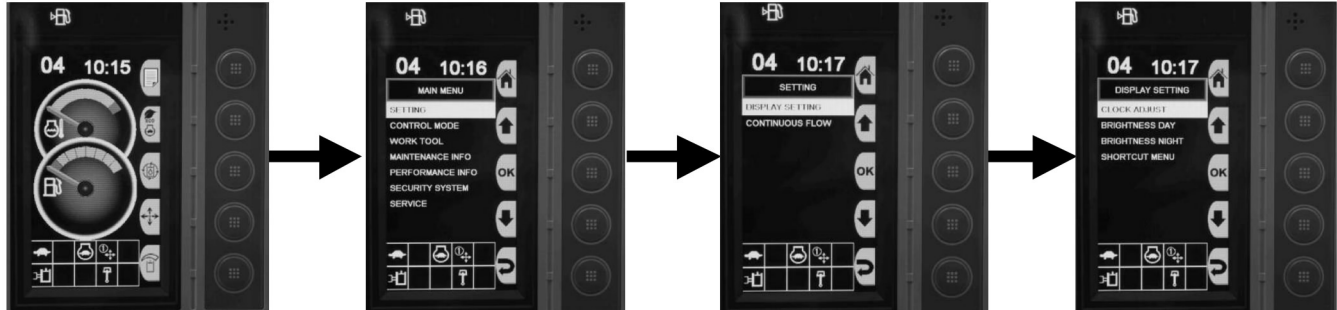 04 10:15
04 10:16
MAIN MENU
SETTING
CONTROL MODE
WORK TOOL
MAINTENANCE INFO
PERFORMANCE INFO
SECURITY SYSTEM
SERVICE
OK
04 10:17
SETTING
DISPLAY SETTING
CONTINUOUS FLOW
OK
04 10:17
DISPLAY SETTING
CLOCK ADJUST
BRIGHTNESS DAY
BRIGHTNESS NIGHT
SHORTCUT MENU
OK